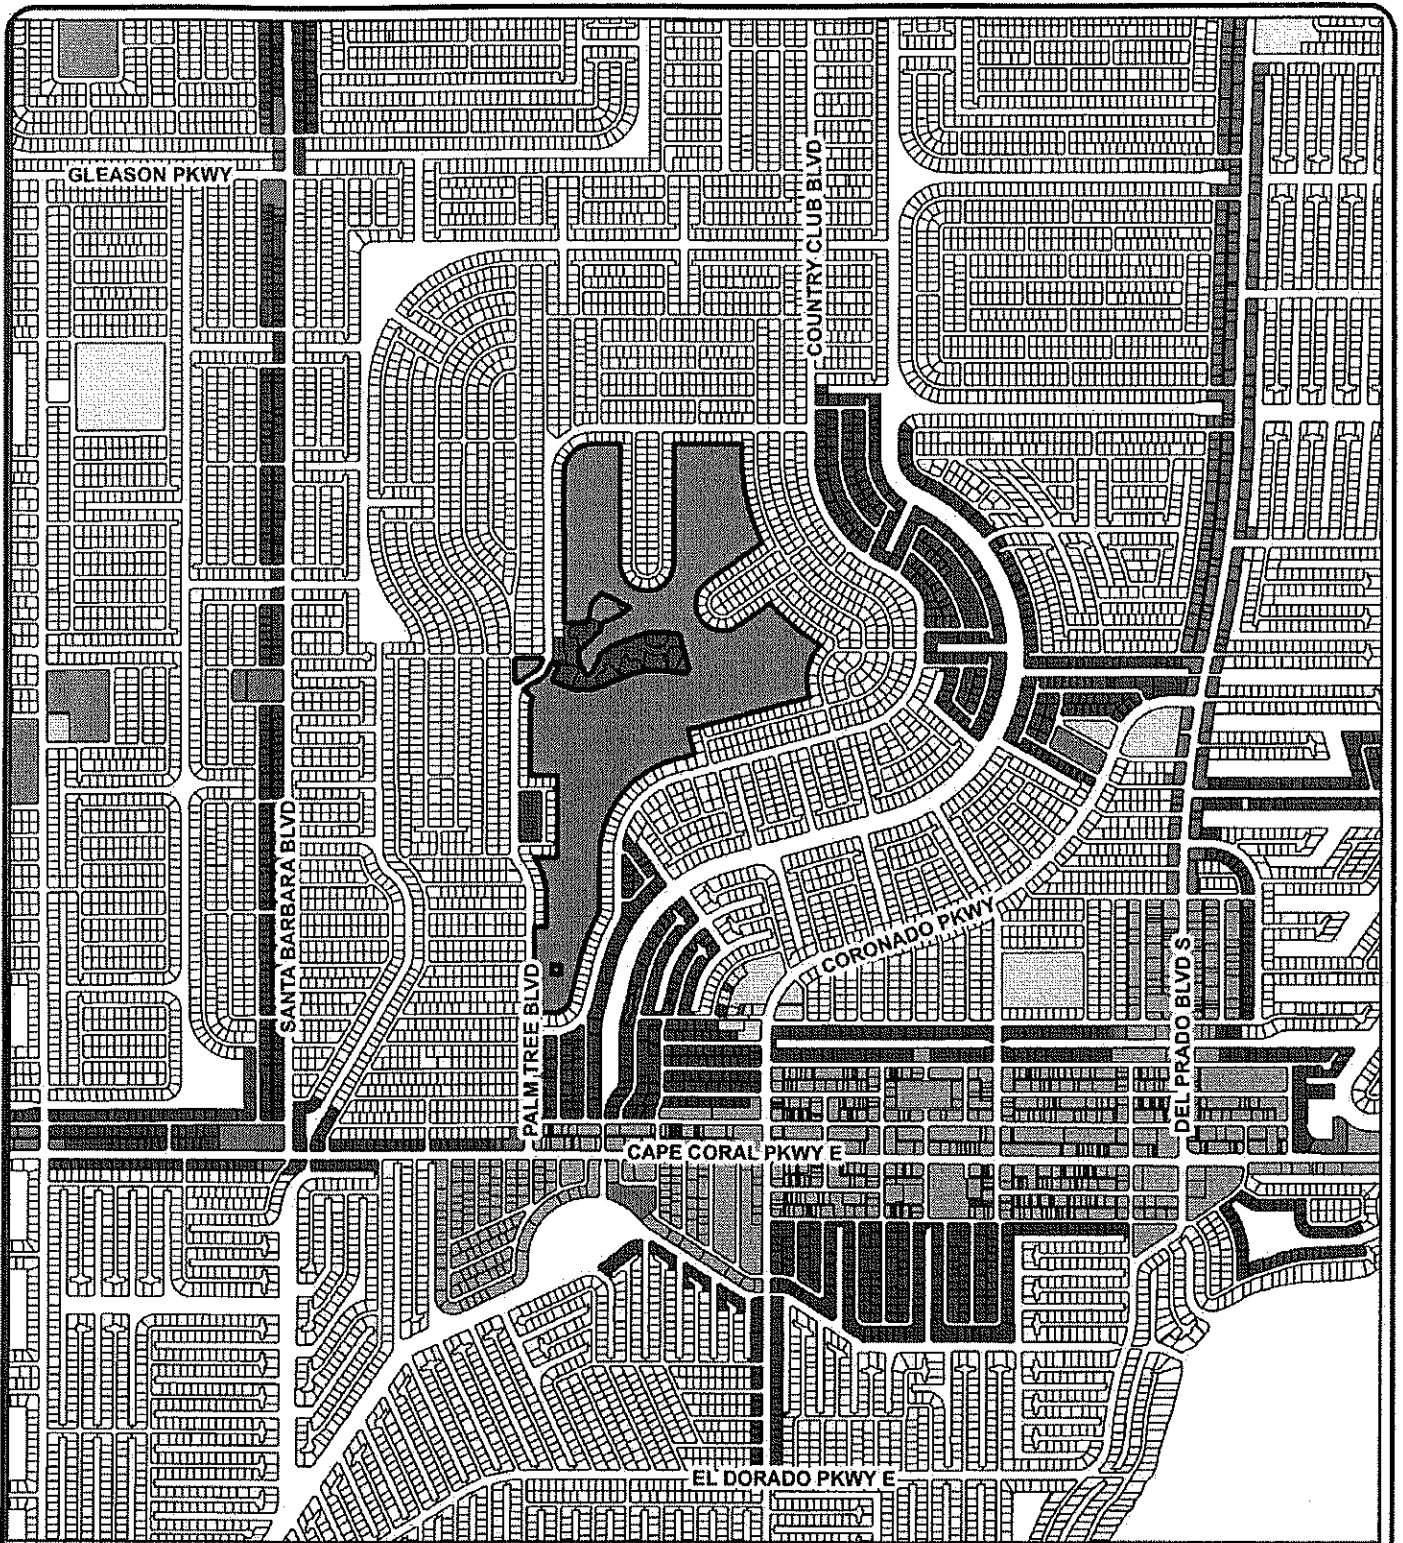 GLEASON PKWY
COUNTRY CLUB BLVD
SANTA BARBARA BLVD
CORONADO PKWY
PALM TREE BLVD
DEL PRADO BLVD S
CAPE CORAL PKWY E
EL DORADO PKWY E